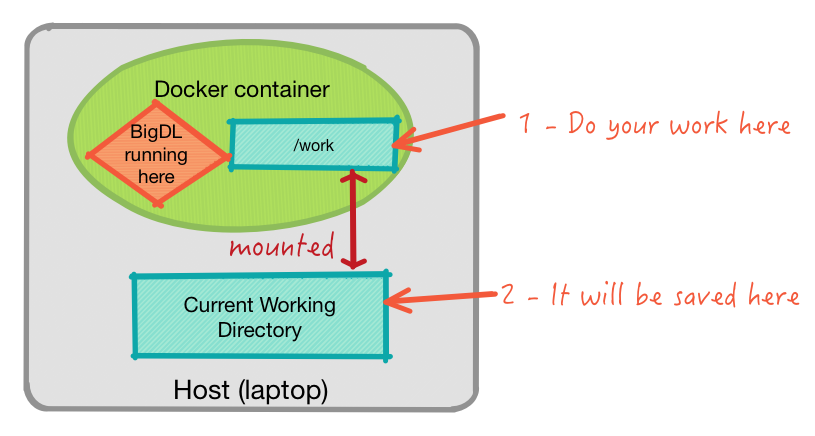 Docker container
BigDL
running
here
/work
1 - Do your work here
mounted
Current Working
Directory
2 - It will be saved here
Host (laptop)